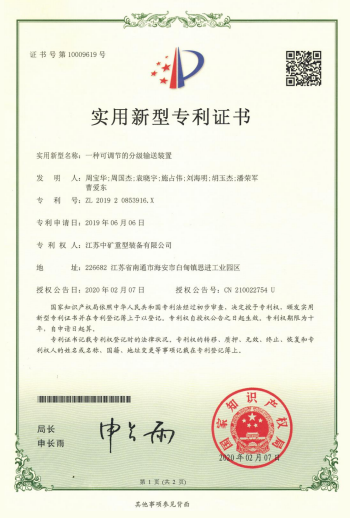 证书号第10009619号
实用新型专利证书
实用新型名称：一种可调节的分级输送装置
发 明 人：周宝华;周国杰;袁晓宇;施占伟;刘海明;胡玉杰;潘荣军
曹爱东
专 利 号：ZL 2019 2 0853916.X
专利申请日：2019年06月06日
专 利 权 人：江苏中矿重型装备有限公司
地 址：226682 江苏省南通市海安市白甸镇恩进工业园区
授权公告日：2020年02月07日 授权公告号：CN 210022754 U
国家知识产权局依照中华人民共和国专利法经过初步审查，决定授予专利权，颁发实用
新型专利证书并在专利登记簿上予以登记。专利权自授权公告之日起生效。专利权期限为十
年，自申请日起算。
专利证书记载专利权登记时的法律状况。专利权的转移、质押、无效、终止、恢复和专利
权人的姓名或名称、国籍、地址变更等事项记载在专利登记簿上。
局长
申长雨
申长雨
国家知识产权局
2020年02月07日
第1页(共2页)
其他事项参见背面